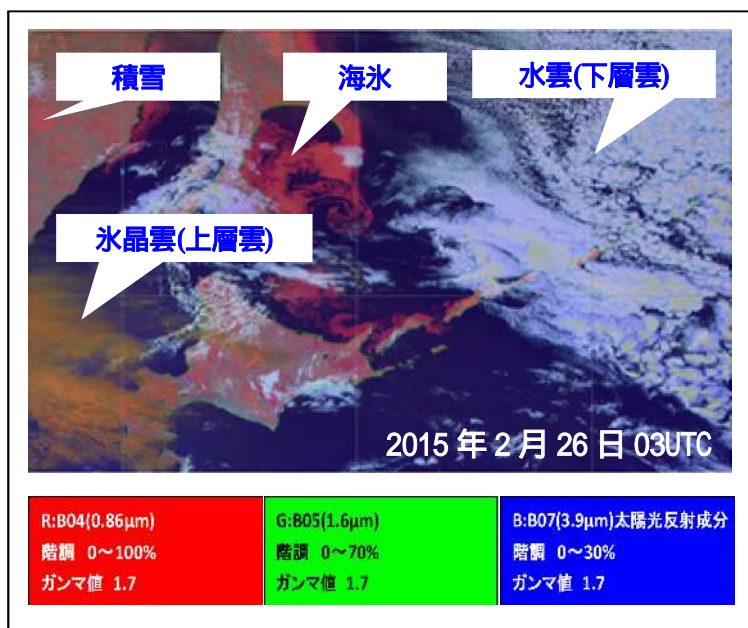 積雪
海氷
水雲(下層雲)
氷晶雲(上層雲)
2015 年 2 月 26 日 03UTC
R:B04(0.86μm)
階調 0～100%
ガンマ値 1.7
G:B05(1.6μm)
階調 0～70%
ガンマ値 1.7
B:B07(3.9μm)太陽光反射成分
階調 0～30%
ガンマ値 1.7